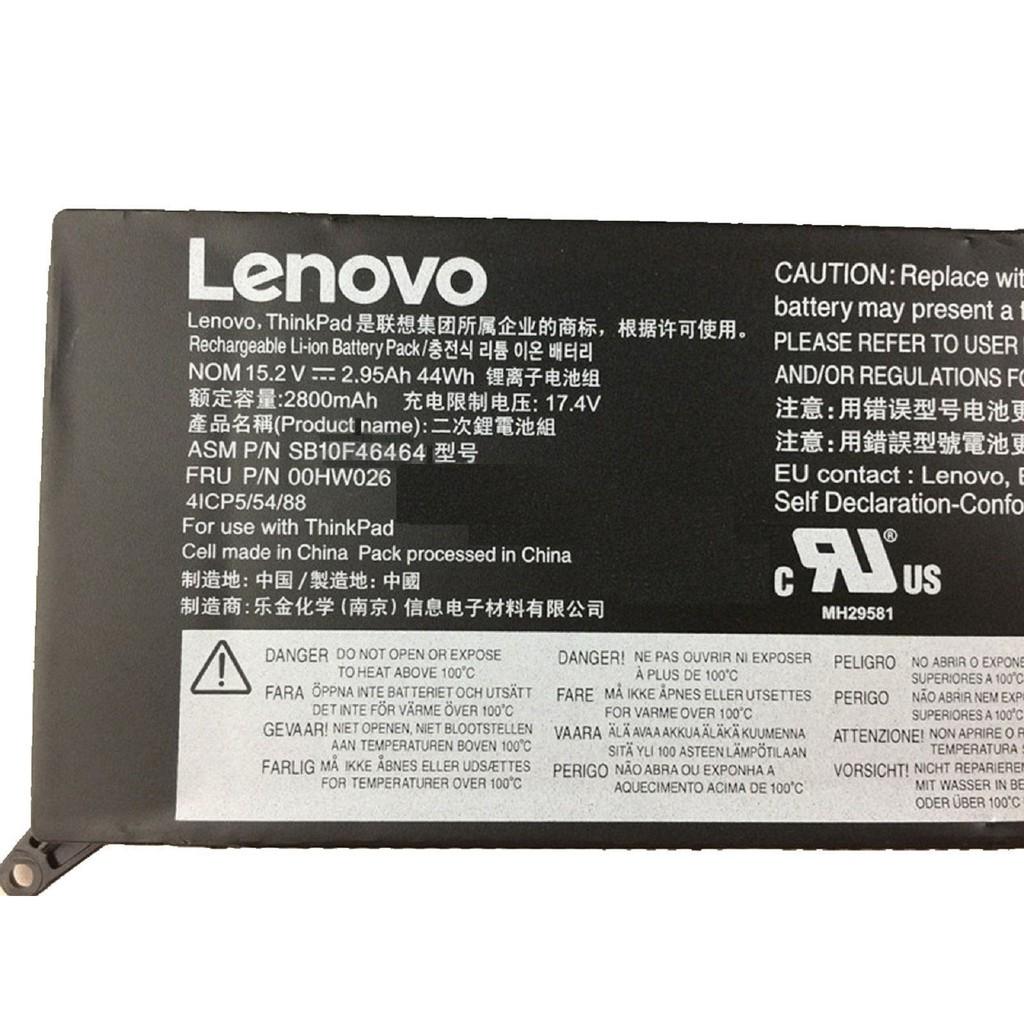 Lenovo
Lenovo, ThinkPad 是联想集团所属企业的商标，根据许可使用。
Rechargeable Li-ion Battery Pack/충전식 리튬 이온 배터리
NOM 15.2 V ⎓ 2.95Ah 44Wh 锂离子电池组
额定容量:2800mAh 充电限制电压: 17.4V
產品名稱(Product name): 二次鋰電池組
ASM P/N SB10F46464 型号
FRU P/N 00HW026
4ICP5/54/88
For use with ThinkPad
Cell made in China Pack processed in China
制造地: 中国 / 製造地: 中國
制造商: 乐金化学 (南京) 信息电子材料有限公司
CAUTION: Replace wit
battery may present a f
PLEASE REFER TO USER
AND/OR REGULATIONS FO
注意: 用错误型号电池更
注意: 用錯誤型號電池更
EU contact : Lenovo, E
Self Declaration-Confo
c RU ® US
MH29581
DANGER DO NOT OPEN OR EXPOSE
TO HEAT ABOVE 100°C
FARA ÖPPNA INTE BATTERIET OCH UTSÄTT
DET INTE FÖR VÄRME ÖVER 100°C
GEVAAR! NIET OPENEN, NIET BLOOTSTELLEN
AAN TEMPERATUREN BOVEN 100°C
FARLIG MÅ IKKE ÅBNES ELLER UDSÆTTES
FOR TEMPERATURER OVER 100°C
DANGER! NE PAS OUVRIR NI EXPOSER
À PLUS DE 100°C
FARE MÅ IKKE ÅPNES ELLER UTSETTES
FOR VARME OVER 100°C
VAARA ÄLÄ AVAA AKKUA ÄLÄKÄ KUUMENNA
SITÄ YLI 100 ASTEEN LÄMPÖTILAAN
PERIGO NÃO ABRA OU EXPONHA A
AQUECIMENTO ACIMA DE 100°C
PELIGRO NO ABRIR O EXPONE
SUPERIORES A 100°C
PERIGO NÃO ABRIR NEM EXP
SUPERIORES A 100°C
ATTENZIONE! NON APRIRE O R
TEMPERATURA S
VORSICHT! NICHT REPARIEREN
MIT WASSER IN BE
ODER ÜBER 100°C